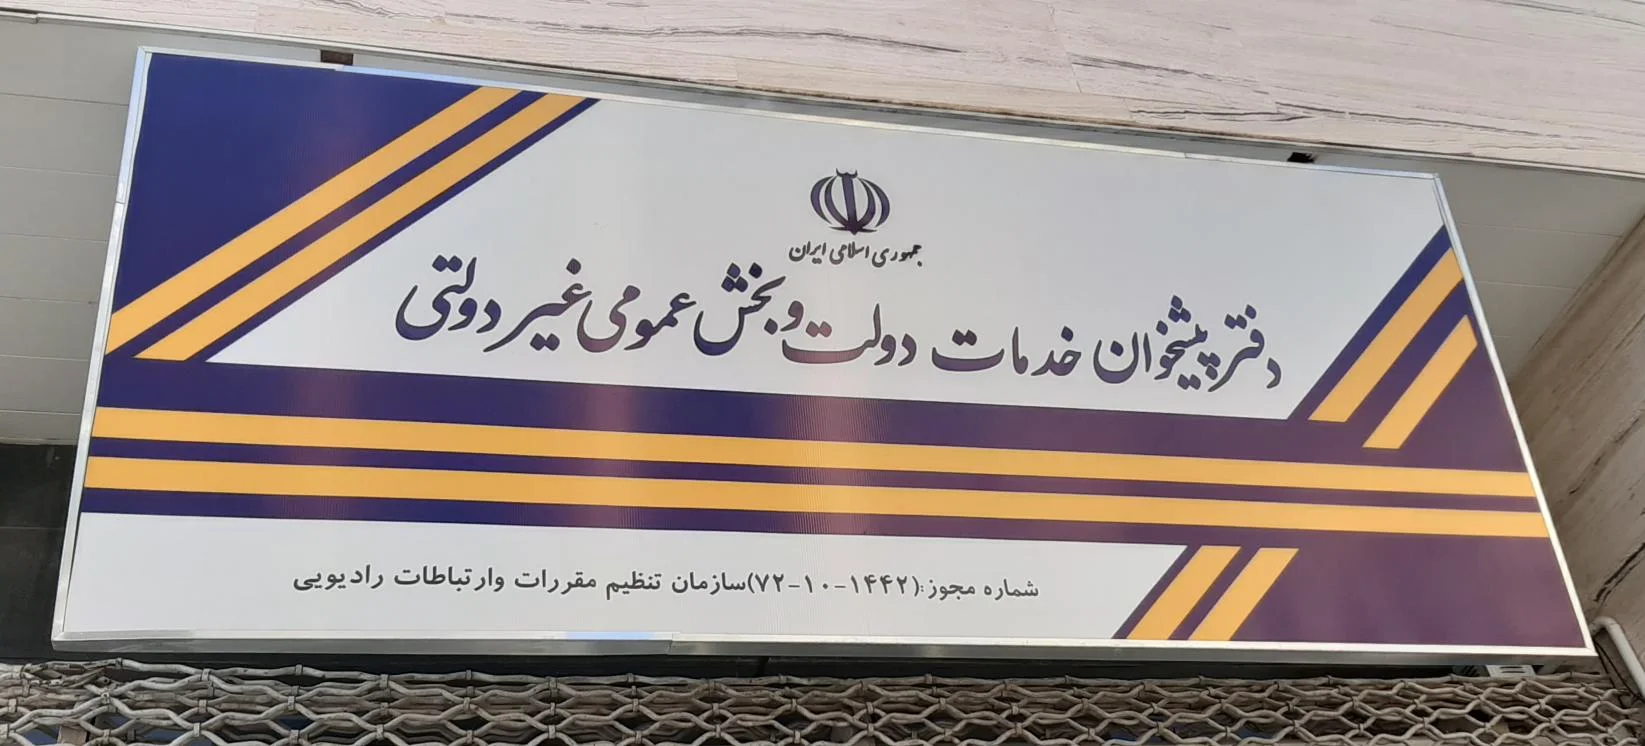 جمهوری اسلامی ایران
دفتر پیشخوان خدمات دولت و بخش عمومی غیر دولتی
شماره مجوز:(۱۴۴۲-۱۰-۷۲)سازمان تنظیم مقررات وارتباطات رادیویی